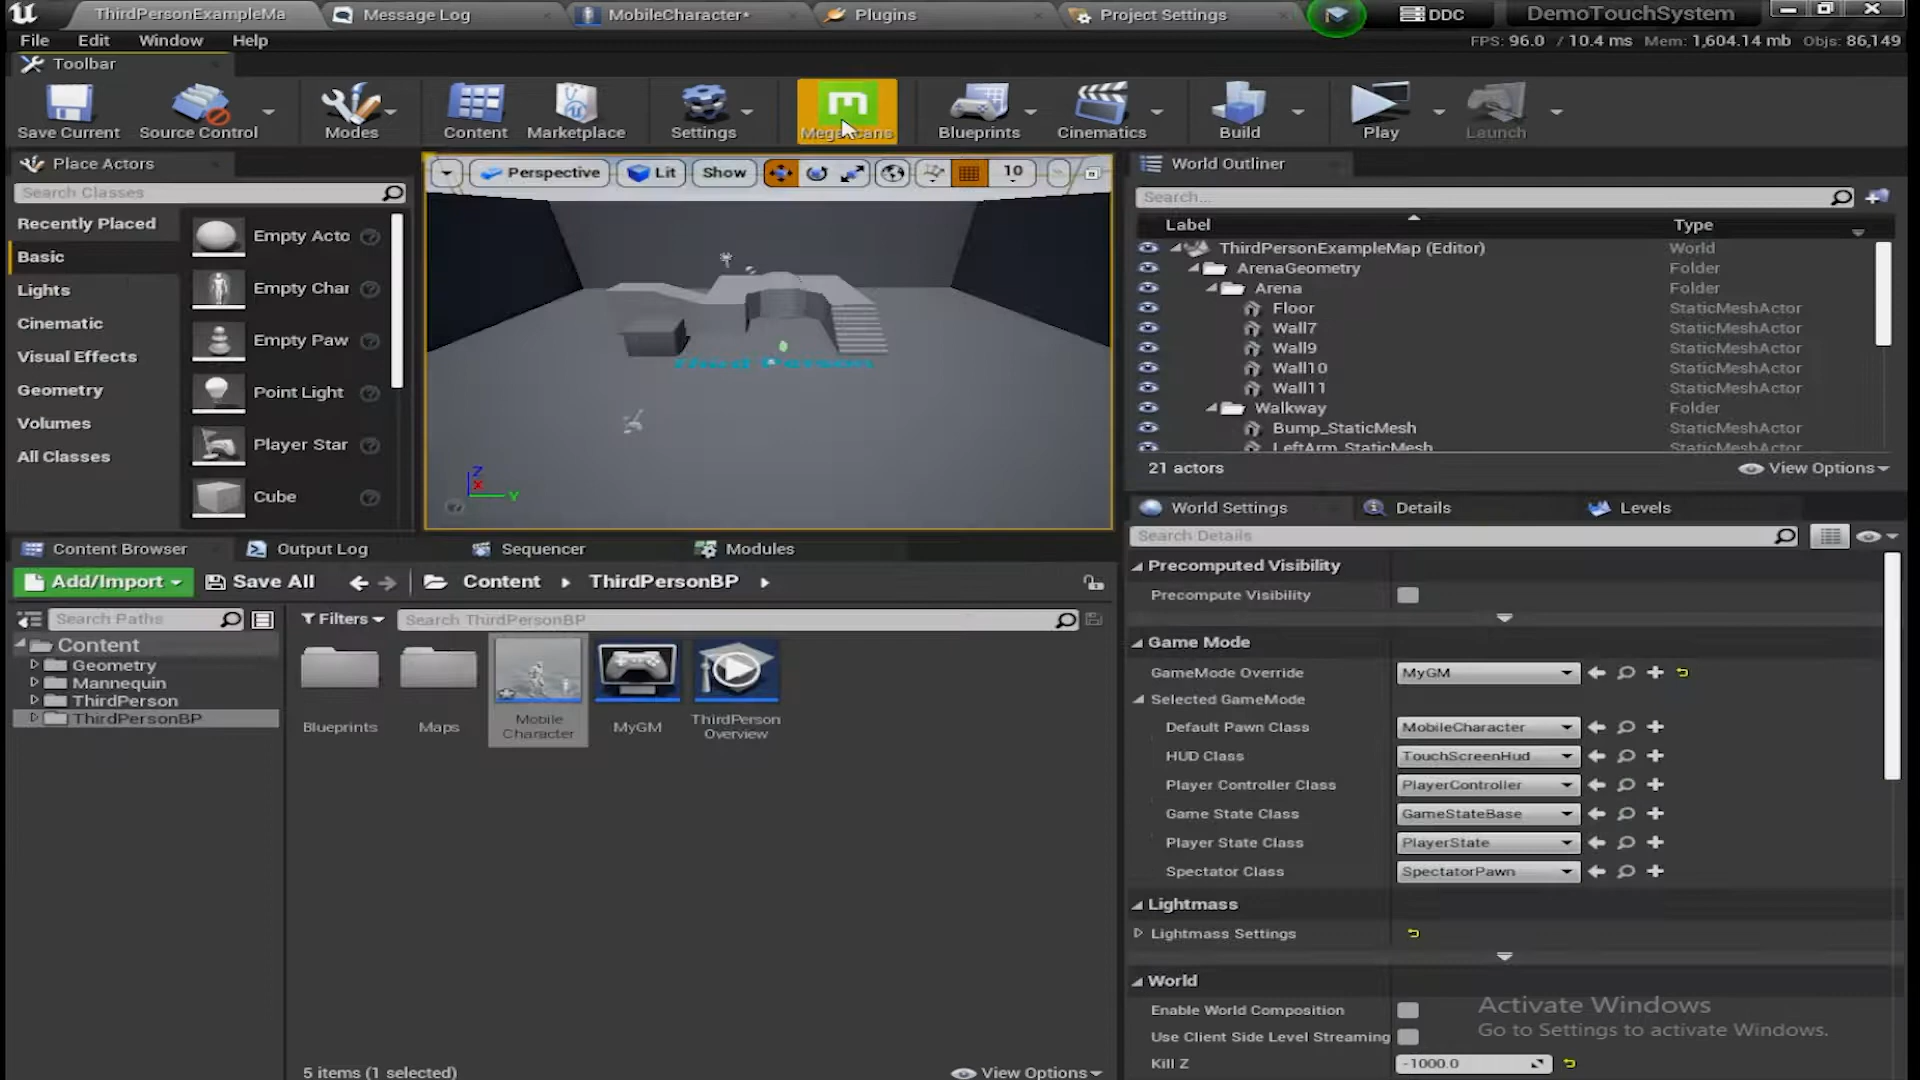 ThirdPersonExampleMa
Message Log
MobileCharacter*
Plugins
Project Settings
DDC
DemoTouchSystem
File
Edit
Window
Help
FPS: 96.0 / 10.4 ms Mem: 1,604.14 mb Objs: 86,149
Toolbar
Save Current
Source Control
Modes
Content
Marketplace
Settings
Megascans
Blueprints
Cinematics
Build
Play
Launch
Place Actors
Search Classes
Recently Placed
Basic
Lights
Cinematic
Visual Effects
Geometry
Volumes
All Classes
Empty Acto
Empty Char
Empty Paw
Point Light
Player Star
Cube
Perspective
Lit
Show
10
Third Person
Z
X
Y
World Outliner
Search...
Label
Type
ThirdPersonExampleMap (Editor)
World
ArenaGeometry
Folder
Arena
Folder
Floor
StaticMeshActor
Wall7
StaticMeshActor
Wall9
StaticMeshActor
Wall10
StaticMeshActor
Wall11
StaticMeshActor
Walkway
Folder
Bump_StaticMesh
StaticMeshActor
LeftArm_StaticMesh
StaticMeshActor
21 actors
View Options
Content Browser
Output Log
Sequencer
Modules
Add/Import
Save All
Content
ThirdPersonBP
Search Paths
Filters
Search ThirdPersonBP
Content
Geometry
Mannequin
ThirdPerson
ThirdPersonBP
Blueprints
Maps
Mobile
Character
MyGM
ThirdPerson
Overview
5 items (1 selected)
View Options
World Settings
Details
Levels
Search Details
Precomputed Visibility
Precompute Visibility
Game Mode
GameMode Override
MyGM
Selected GameMode
Default Pawn Class
MobileCharacter
HUD Class
TouchScreenHud
Player Controller Class
PlayerController
Game State Class
GameStateBase
Player State Class
PlayerState
Spectator Class
SpectatorPawn
Lightmass
Lightmass Settings
World
Enable World Composition
Use Client Side Level Streaming
Kill Z
-1000.0
Activate Windows
Go to Settings to activate Windows.